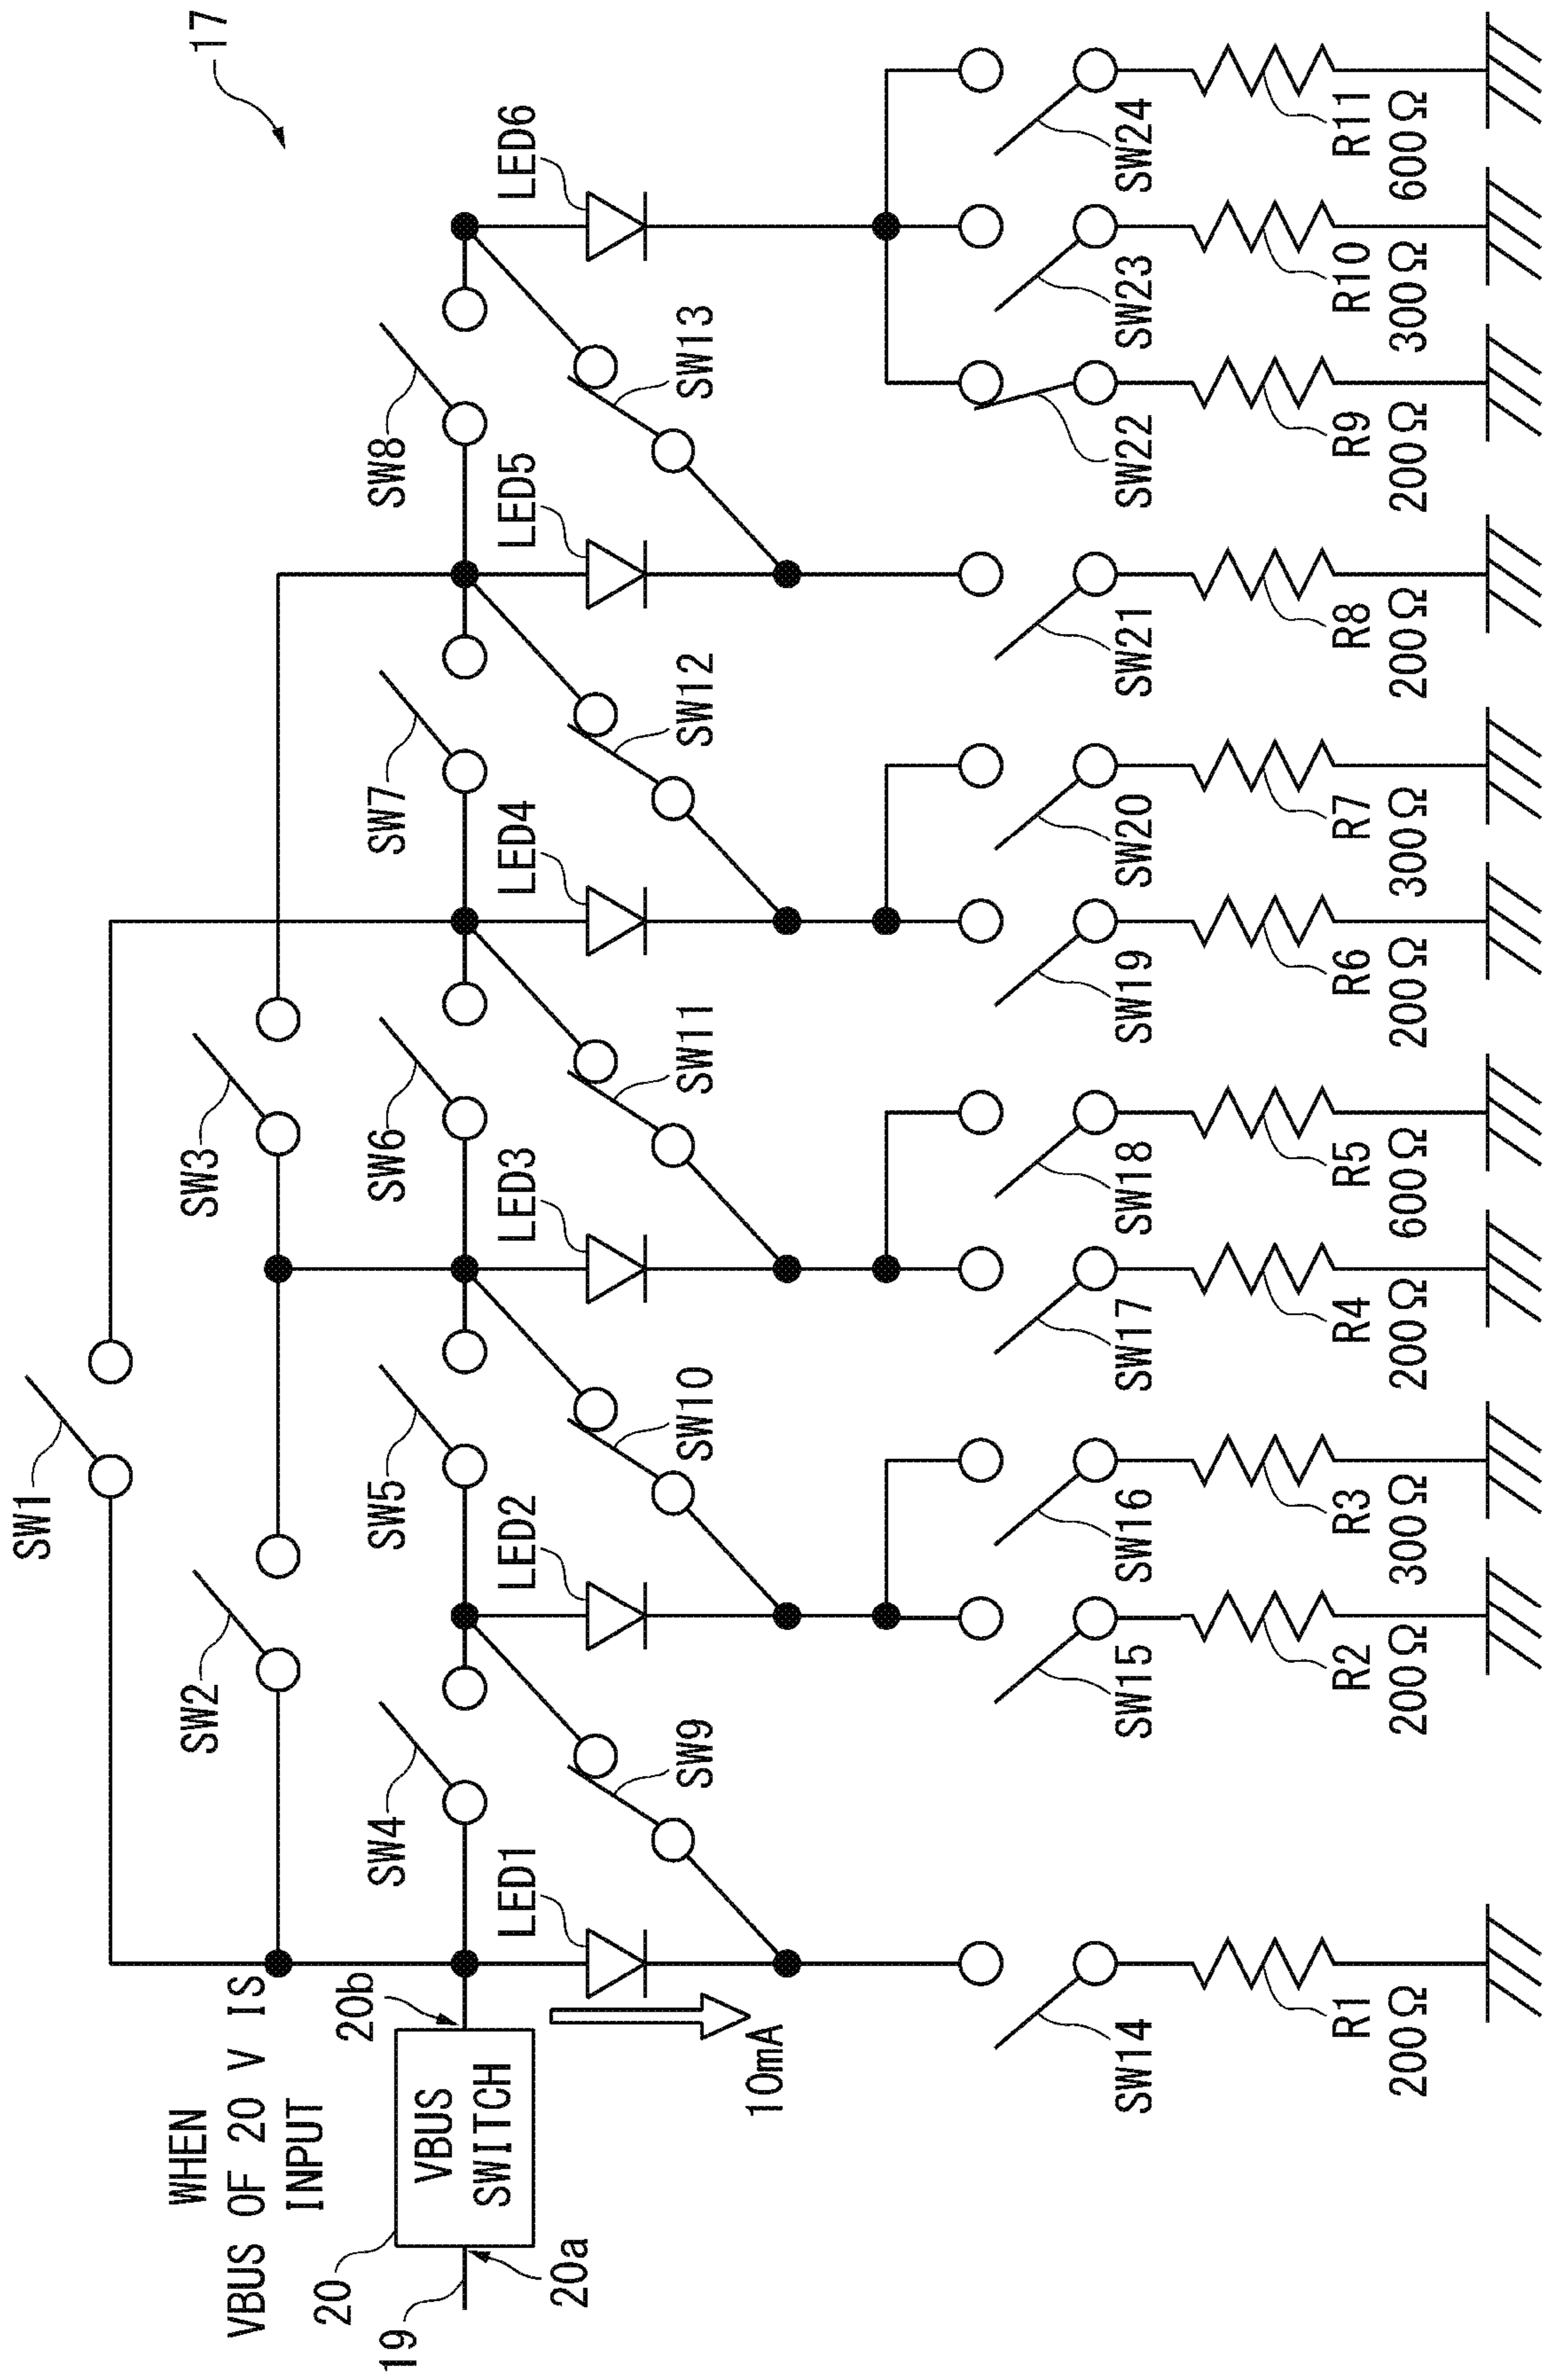 17
WHEN
VBUS OF 20 V IS
INPUT
SW1
SW2
SW3
SW4
SW5
SW6
SW7
SW8
19
20
20a
20b
VBUS
SWITCH
10mA
LED1
LED2
LED3
LED4
LED5
LED6
SW9
SW10
SW11
SW12
SW13
SW14
SW15
SW16
SW17
SW18
SW19
SW20
SW21
SW22
SW23
SW24
R1
200Ω
R2
200Ω
R3
300Ω
R4
200Ω
R5
600Ω
R6
200Ω
R7
300Ω
R8
200Ω
R9
200Ω
R10
300Ω
R11
600Ω